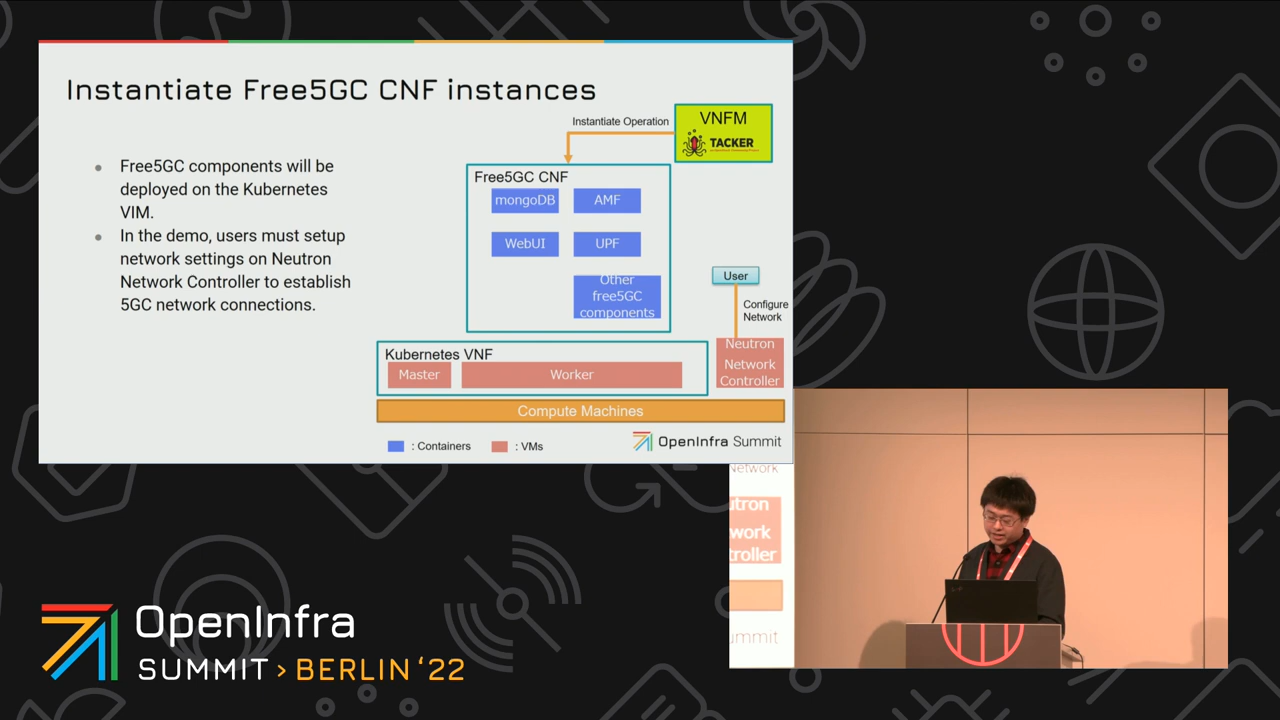 Instantiate Free5GC CNF instances
Free5GC components will be
deployed on the Kubernetes
VIM.
In the demo, users must setup
network settings on Neutron
Network Controller to establish
5GC network connections.
Instantiate Operation
VNFM
TACKER
Free5GC CNF
mongoDB
AMF
WebUI
UPF
Other
free5GC
components
User
Configure
Network
Neutron
Network
Controller
Kubernetes VNF
Master
Worker
Compute Machines
: Containers
: VMs
OpenInfra Summit
Network
utron
work
troller
ummit
OpenInfra
SUMMIT > BERLIN ‘22